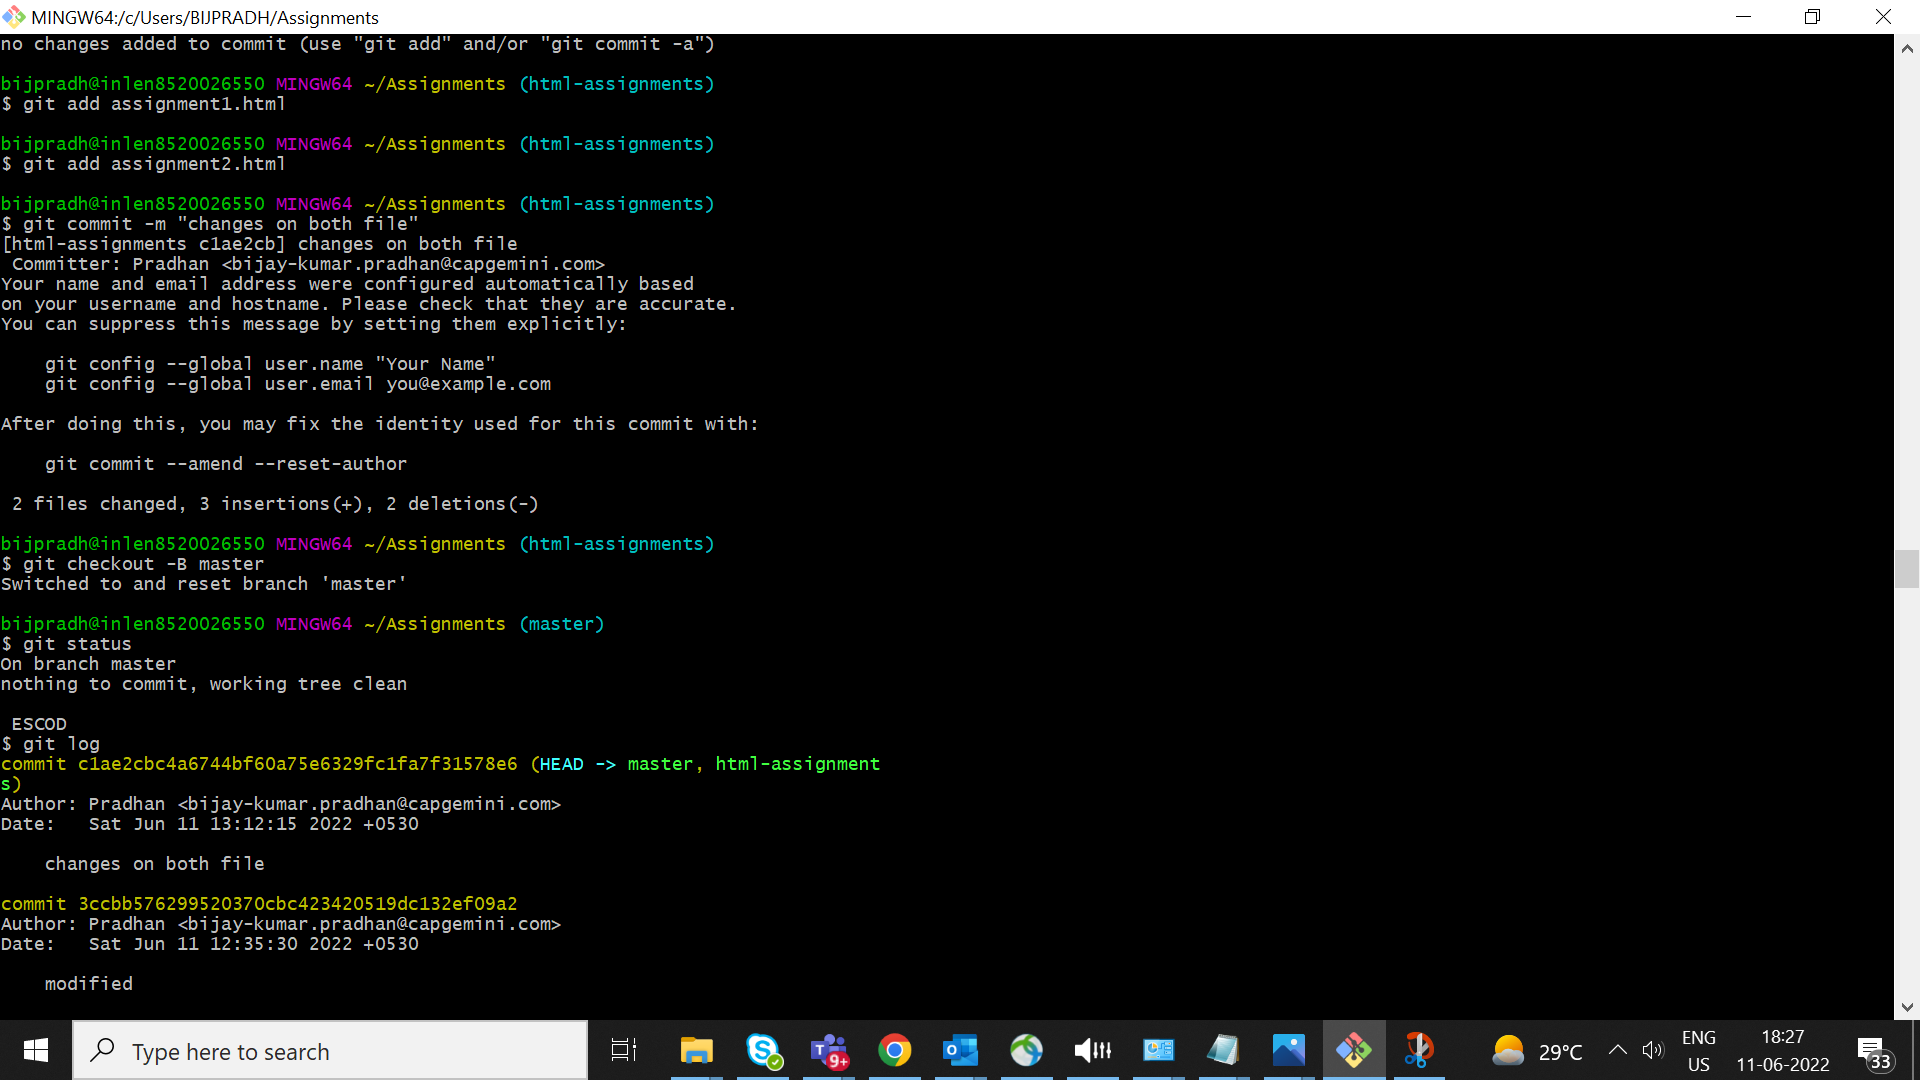 MINGW64:/c/Users/BIJPRADH/Assignments
no changes added to commit (use "git add" and/or "git commit -a")
bijpradh@inlen8520026550 MINGW64 ~/Assignments (html-assignments)
$ git add assignment1.html
bijpradh@inlen8520026550 MINGW64 ~/Assignments (html-assignments)
$ git add assignment2.html
bijpradh@inlen8520026550 MINGW64 ~/Assignments (html-assignments)
$ git commit -m "changes on both file"
[html-assignments c1ae2cb] changes on both file
 Committer: Pradhan <bijay-kumar.pradhan@capgemini.com>
Your name and email address were configured automatically based
on your username and hostname. Please check that they are accurate.
You can suppress this message by setting them explicitly:
    git config --global user.name "Your Name"
    git config --global user.email you@example.com
After doing this, you may fix the identity used for this commit with:
    git commit --amend --reset-author
 2 files changed, 3 insertions(+), 2 deletions(-)
bijpradh@inlen8520026550 MINGW64 ~/Assignments (html-assignments)
$ git checkout -B master
Switched to and reset branch 'master'
bijpradh@inlen8520026550 MINGW64 ~/Assignments (master)
$ git status
On branch master
nothing to commit, working tree clean
 ESCOD
$ git log
commit c1ae2cbc4a6744bf60a75e6329fc1fa7f31578e6 (HEAD -> master, html-assignment
s)
Author: Pradhan <bijay-kumar.pradhan@capgemini.com>
Date:   Sat Jun 11 13:12:15 2022 +0530
    changes on both file
commit 3ccbb576299520370cbc423420519dc132ef09a2
Author: Pradhan <bijay-kumar.pradhan@capgemini.com>
Date:   Sat Jun 11 12:35:30 2022 +0530
    modified
Type here to search
9+
29°C
ENG
US
18:27
11-06-2022
33